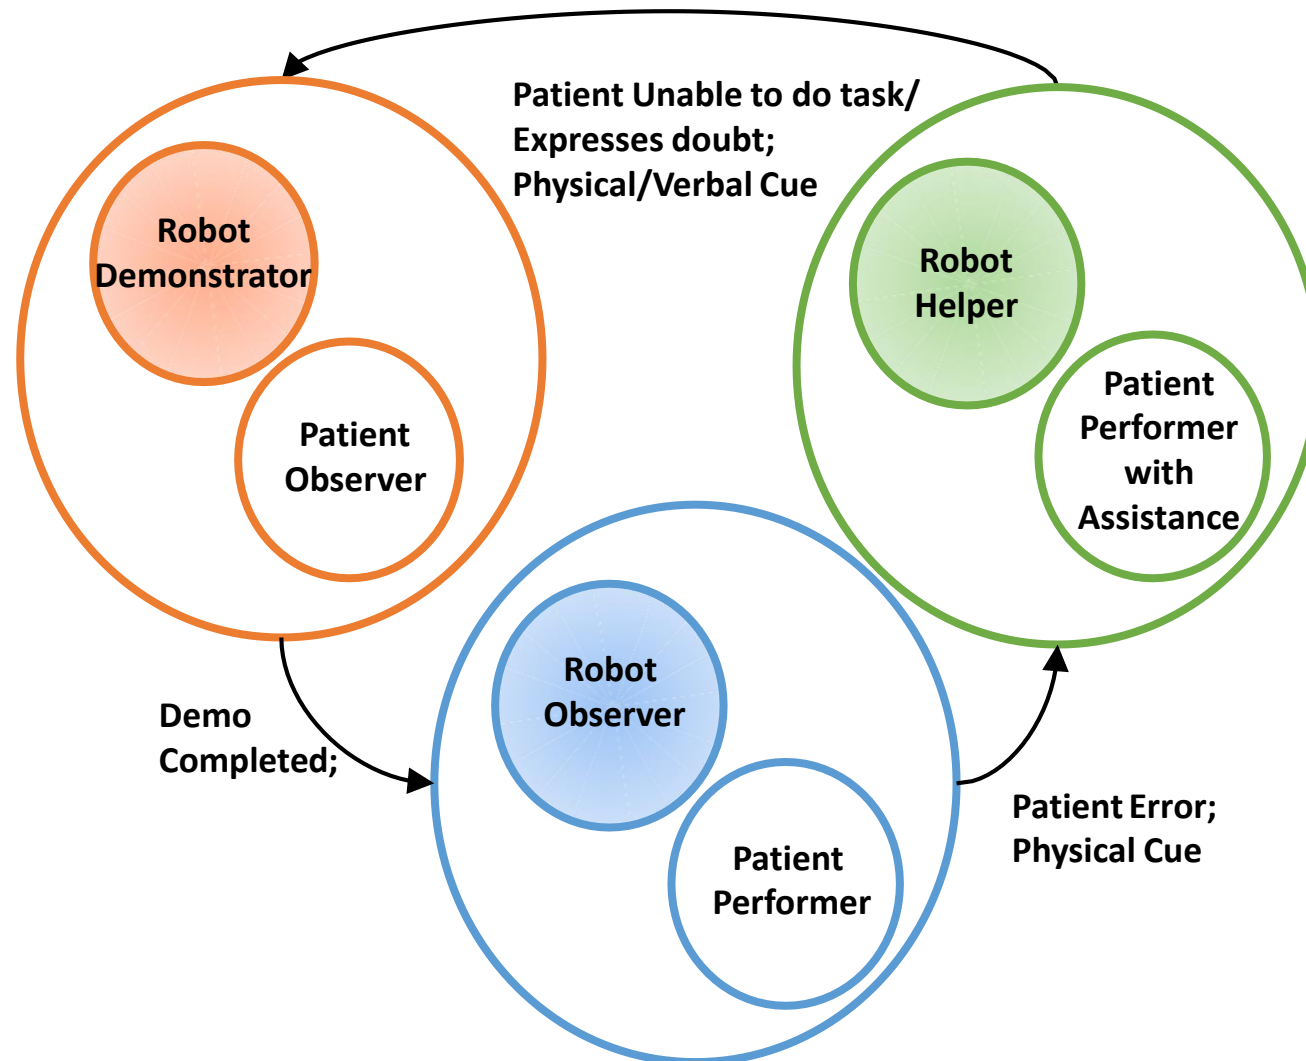 Patient Unable to do task/
Expresses doubt;
Physical/Verbal Cue
Robot
Demonstrator
Patient
Observer
Robot
Helper
Patient
Performer
with
Assistance
Demo
Completed;
Robot
Observer
Patient
Performer
Patient Error;
Physical Cue